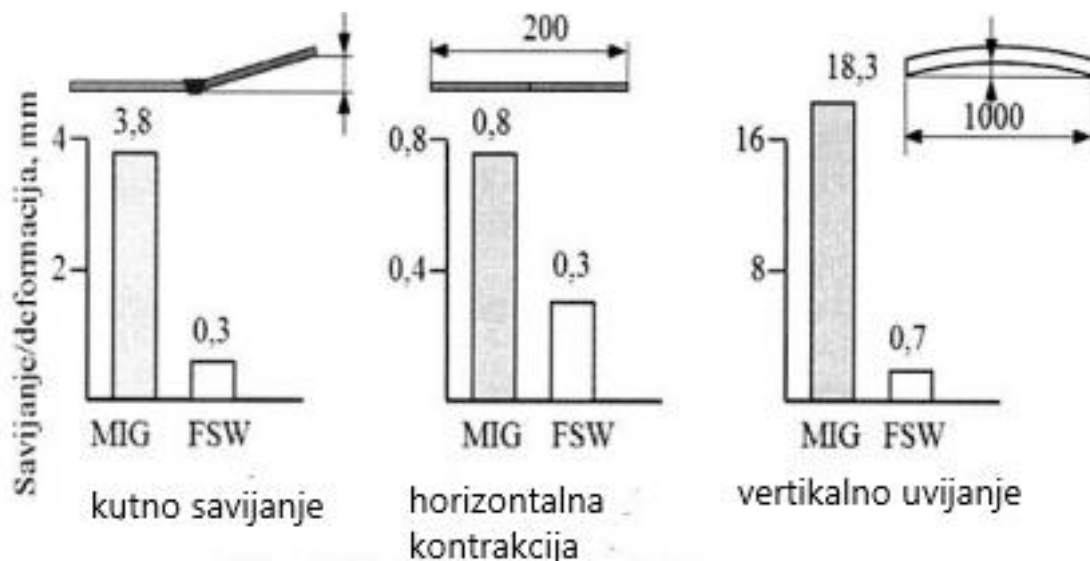 Savijanje/deformacija, mm
200
18,3
1000
4
3,8
2
0,3
MIG FSW
kutno savijanje
0,8
0,8
0,4
0,3
MIG FSW
horizontalna
kontrakcija
16
8
0,7
MIG FSW
vertikalno uvijanje